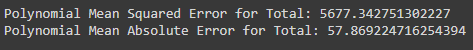 Polynomial Mean Squared Error for Total: 5677.342751302227
Polynomial Mean Absolute Error for Total: 57.869224716254394